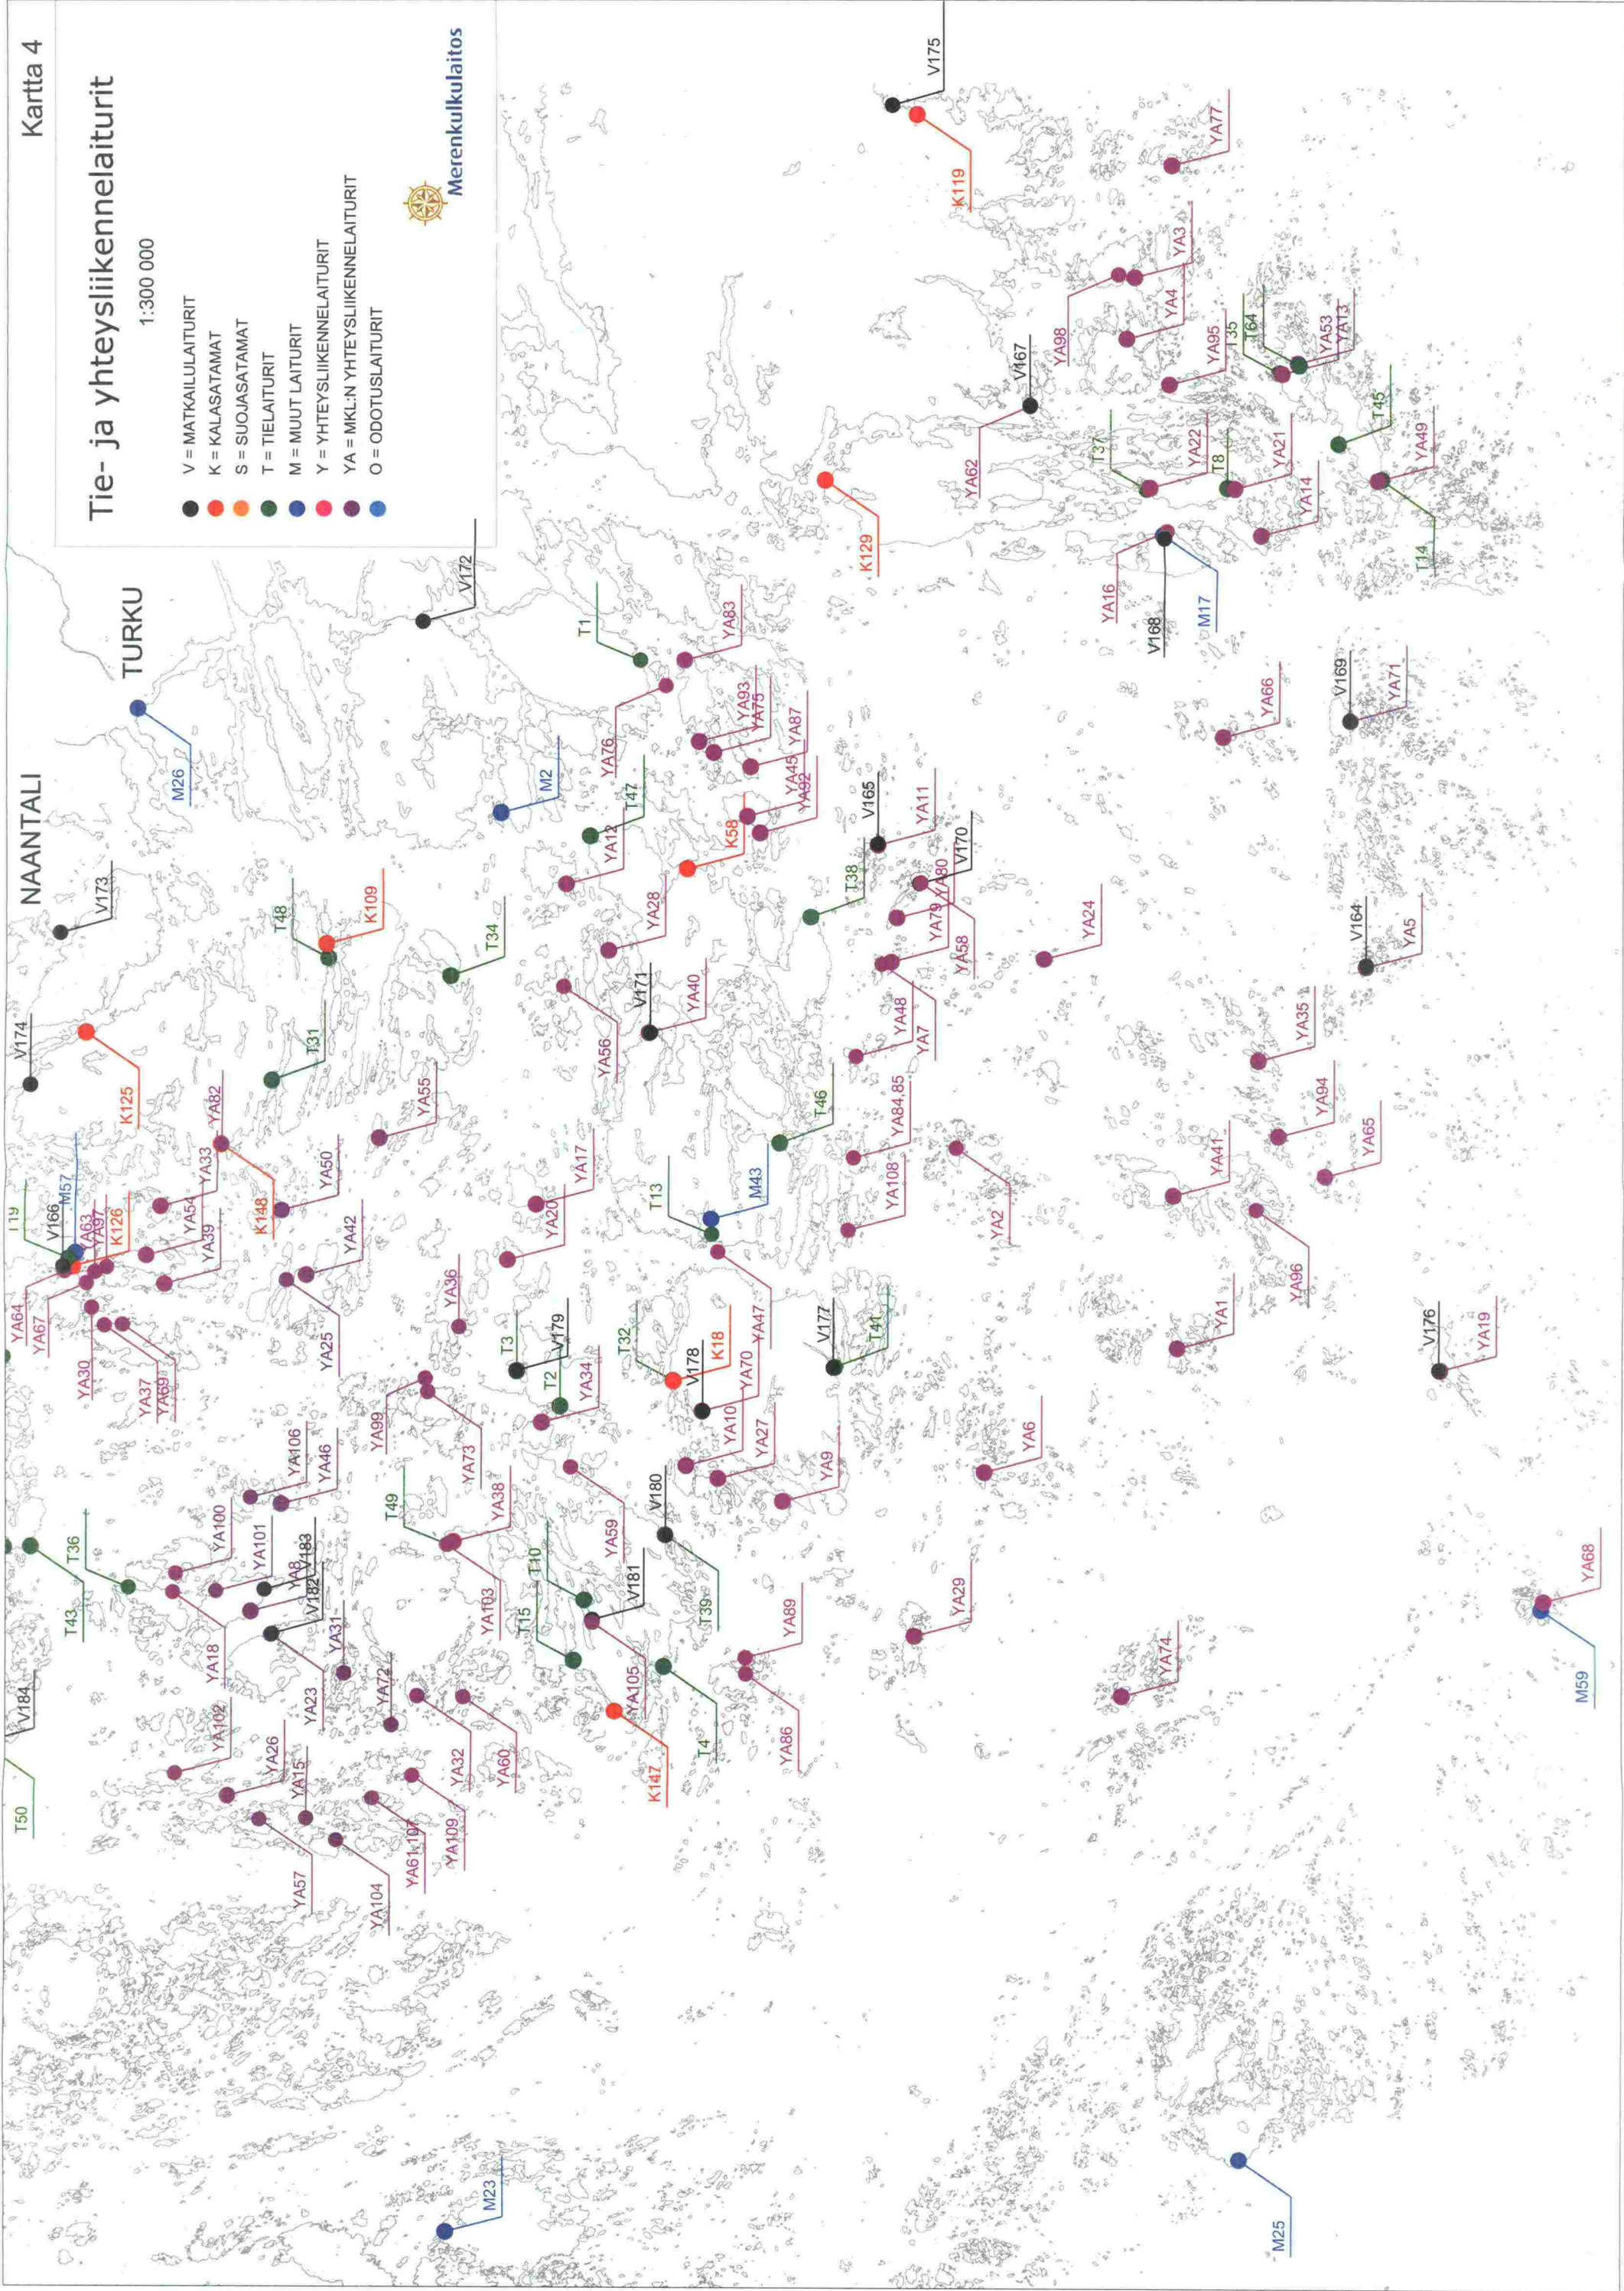 Kartta 4
Tie- ja yhteysliikennelaiturit
1:300 000
V = MATKAILULAITURIT
K = KALASATAMAT
S = SUOJASATAMAT
T = TIELAITURIT
M = MUUT LAITURIT
Y = YHTEYSLIIKENNELAITURIT
YA = MKL:N YHTEYSLIIKENNELAITURIT
O = ODOTUSLAITURIT
Merenkulkulaitos
TURKU
NAANTALI
T50
V184
T43
T36
T19
V166
M57
YA64
YA67
YA63
YA97
K126
YA30
YA37
YA69
YA54
YA39
YA33
YA82
K148
V174
K125
V173
M26
YA102
YA18
YA100
YA101
YA106
YA46
YA8
V183
V182
YA23
YA31
YA26
YA15
YA57
YA104
YA72
YA61,107
YA109
YA32
YA60
YA25
YA42
YA50
T31
T48
K109
YA55
T34
V172
M2
YA99
YA73
YA36
T49
YA38
YA103
T3
V179
T2
YA34
YA20
YA17
YA59
T10
T15
V181
YA105
K147
T4
T39
V180
YA56
YA12
T47
YA28
V171
YA40
T1
YA76
YA83
YA93
YA75
YA87
YA45
YA92
K58
T32
K18
V178
YA70
YA10
YA27
YA9
T13
M43
YA47
T46
V177
T41
YA89
YA86
YA108
YA84,85
YA48
YA7
T38
V165
YA11
YA79
YA80
V170
YA58
YA24
YA2
YA6
YA29
K129
K119
V175
V167
YA62
YA98
YA3
YA4
YA77
YA95
T35
T64
YA53
YA13
T37
YA22
T8
YA21
YA14
YA16
V168
M17
T45
YA49
T14
YA66
V169
YA71
V164
YA5
YA35
YA94
YA65
YA41
YA96
YA1
V176
YA19
YA74
YA68
M59
M23
M25